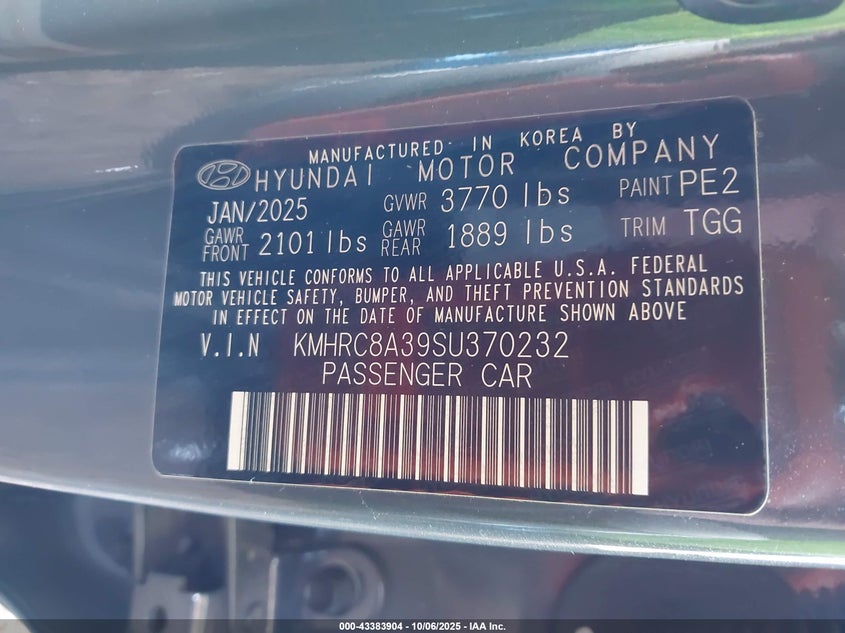 MANUFACTURED IN KOREA BY
HYUNDAI MOTOR COMPANY
JAN/2025 GVWR 3770 lbs PAINT PE2
GAWR FRONT 2101 lbs GAWR REAR 1889 lbs TRIM TGG
THIS VEHICLE CONFORMS TO ALL APPLICABLE U.S.A. FEDERAL
MOTOR VEHICLE SAFETY, BUMPER, AND THEFT PREVENTION STANDARDS
IN EFFECT ON THE DATE OF MANUFACTURE SHOWN ABOVE
V.I.N KMHRC8A39SU370232
PASSENGER CAR
000-43383904 - 10/06/2025 - IAA Inc.